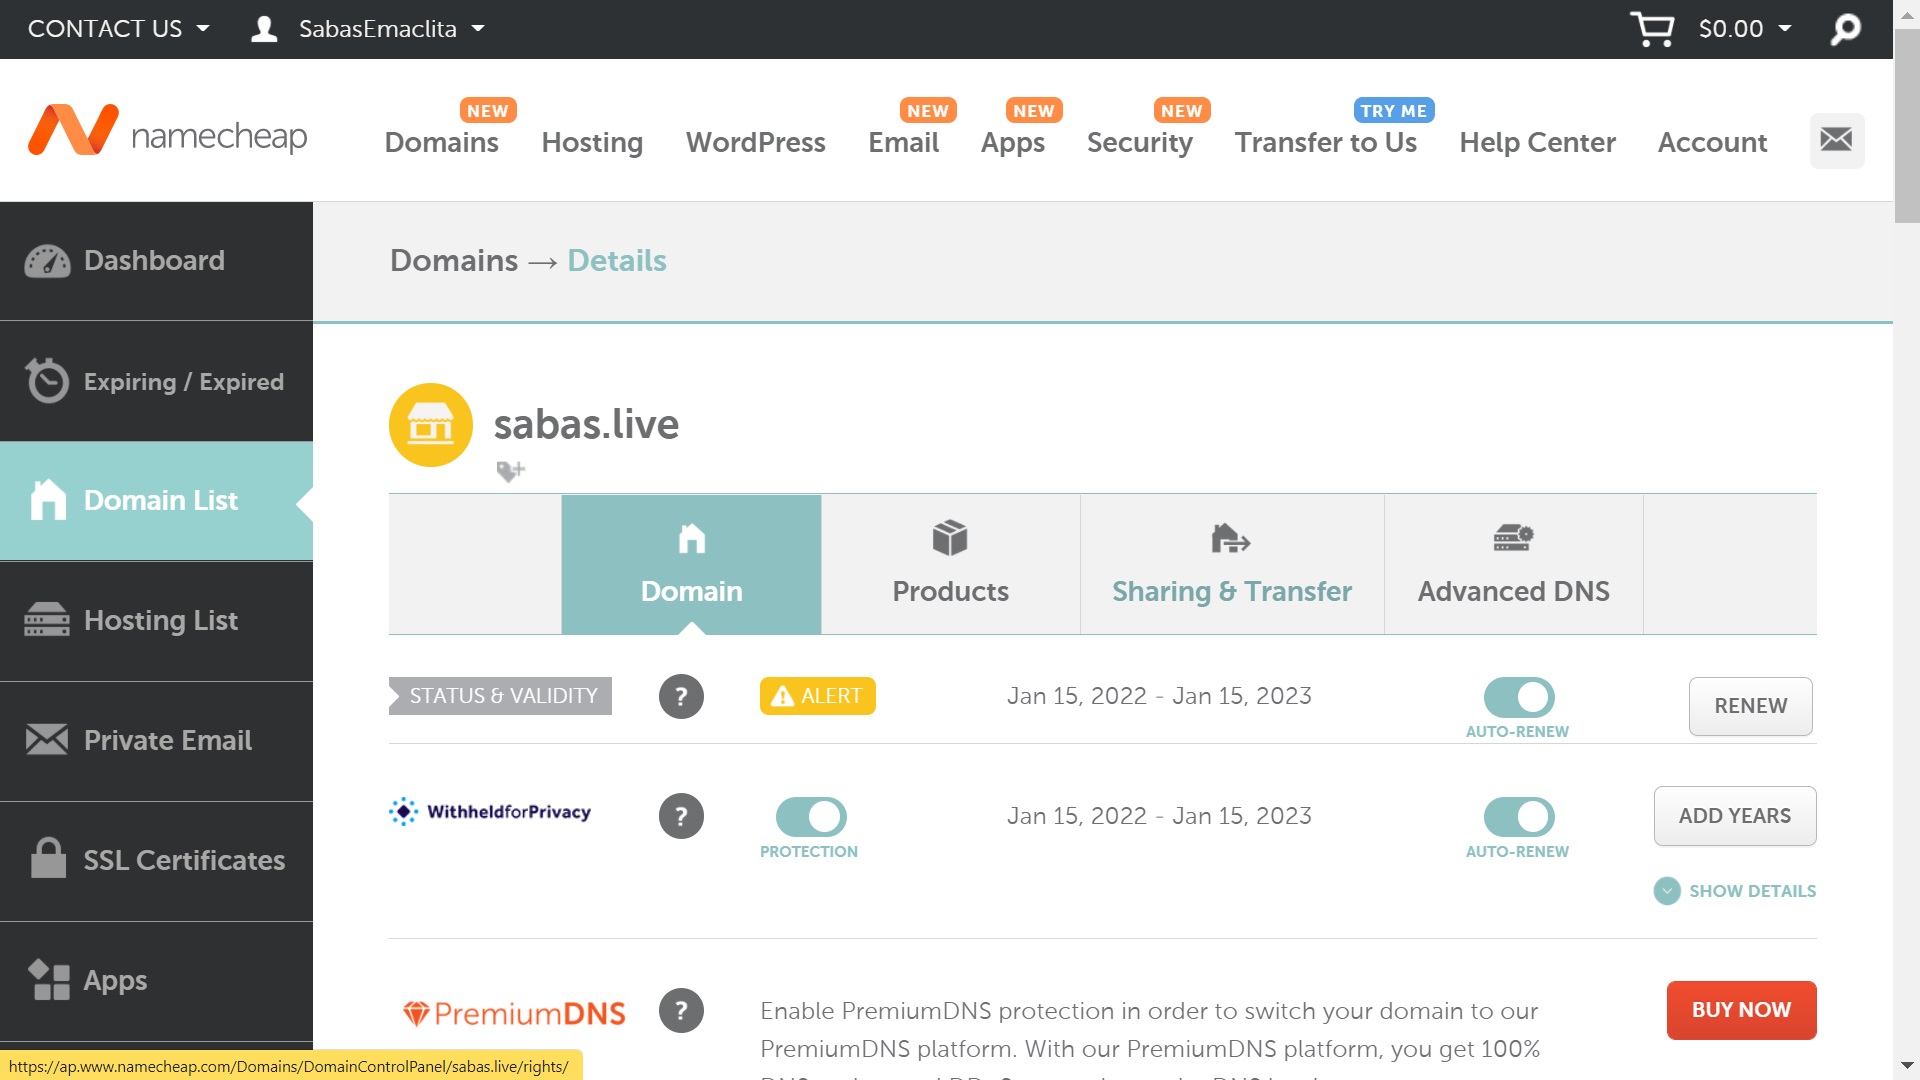 CONTACT US
SabasEmaclita
$0.00
namecheap
NEW
Domains
Hosting
WordPress
NEW
Email
NEW
Apps
NEW
Security
TRY ME
Transfer to Us
Help Center
Account
Dashboard
Expiring / Expired
Domain List
Hosting List
Private Email
SSL Certificates
Apps
Domains → Details
sabas.live
Domain
Products
Sharing & Transfer
Advanced DNS
STATUS & VALIDITY
?
ALERT
Jan 15, 2022 - Jan 15, 2023
AUTO-RENEW
RENEW
WithheldforPrivacy
?
PROTECTION
Jan 15, 2022 - Jan 15, 2023
AUTO-RENEW
ADD YEARS
SHOW DETAILS
PremiumDNS
?
Enable PremiumDNS protection in order to switch your domain to our
PremiumDNS platform. With our PremiumDNS platform, you get 100%
BUY NOW
https://ap.www.namecheap.com/Domains/DomainControlPanel/sabas.live/rights/